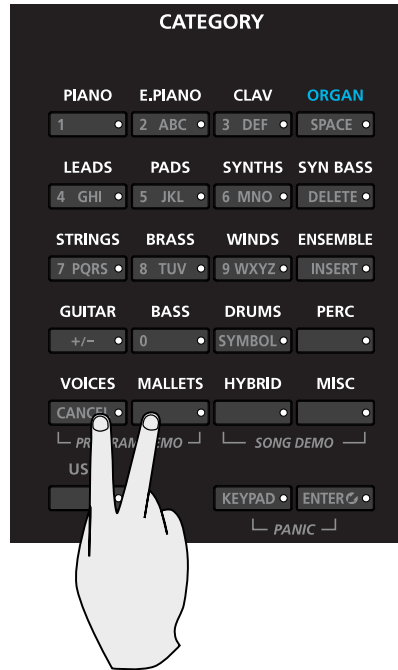 CATEGORY
PIANO E.PIANO CLAV ORGAN
1 2 ABC 3 DEF SPACE
LEADS PADS SYNTHS SYN BASS
4 GHI 5 JKL 6 MNO DELETE
STRINGS BRASS WINDS ENSEMBLE
7 PQRS 8 TUV 9 WXYZ INSERT
GUITAR BASS DRUMS PERC
+/- 0 SYMBOL
VOICES MALLETS HYBRID MISC
CANCEL
SONG DEMO
US
KEYPAD ENTER
PANIC